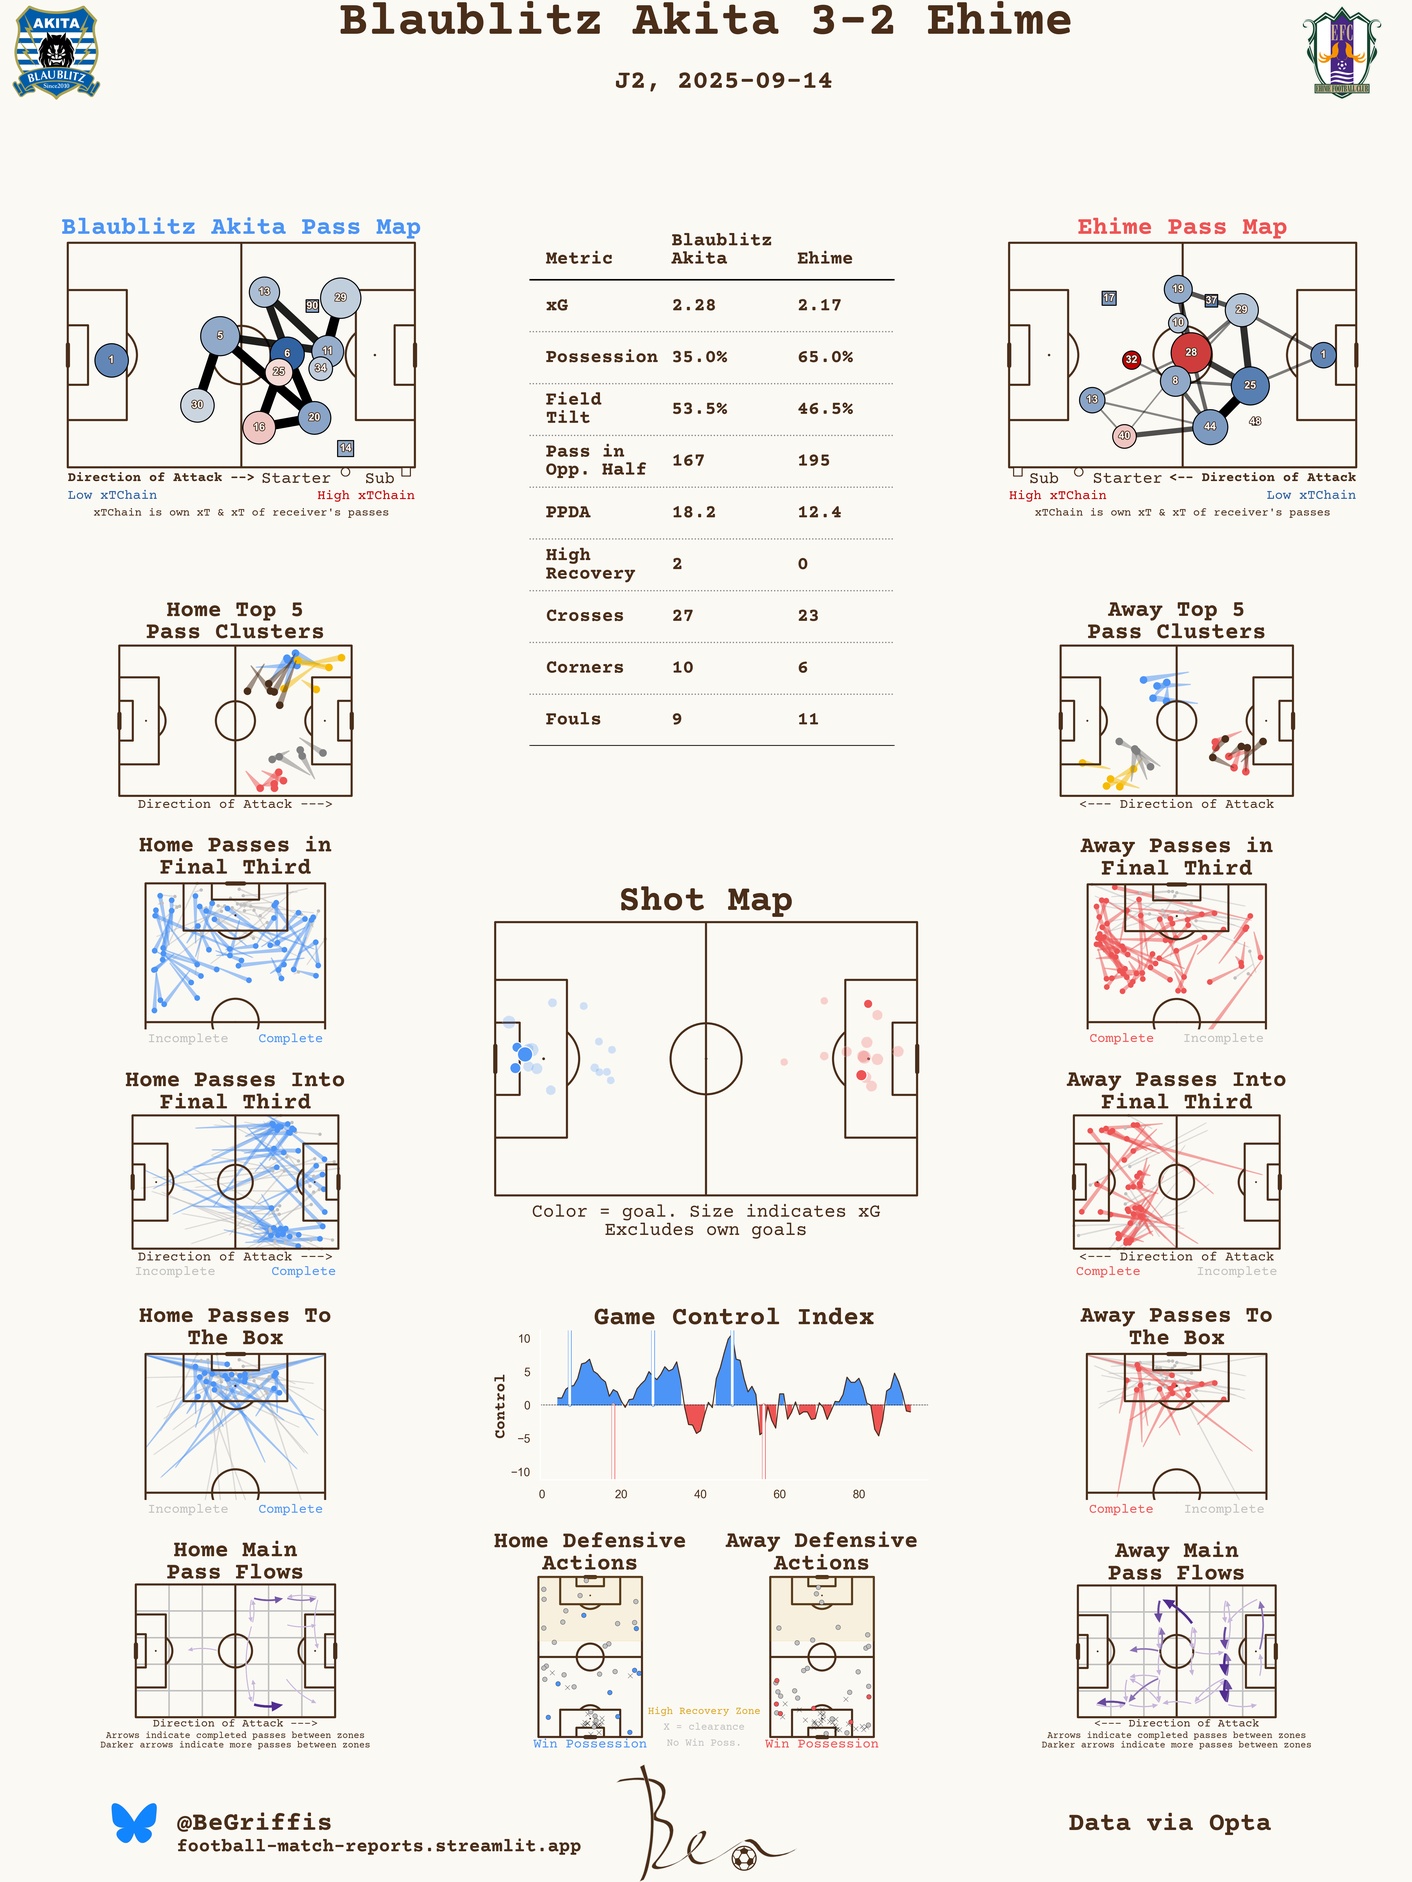 Blaublitz Akita 3-2 Ehime
J2, 2025-09-14
AKITA
BLAUBLITZ
Since2010
EFC
EHIME FOOTBALL CLUB
Blaublitz Akita Pass Map
13
90
29
5
6
11
1
25
34
30
16
20
14
Direction of Attack --> Starter Sub
Low xTChain High xTChain
xTChain is own xT & xT of receiver's passes
Metric Blaublitz Akita Ehime
xG 2.28 2.17
Possession 35.0% 65.0%
Field Tilt 53.5% 46.5%
Pass in Opp. Half 167 195
PPDA 18.2 12.4
High Recovery 2 0
Crosses 27 23
Corners 10 6
Fouls 9 11
Ehime Pass Map
17
19
37
29
10
32
28
1
8
25
13
40
44
48
Sub Starter <-- Direction of Attack
High xTChain Low xTChain
xTChain is own xT & xT of receiver's passes
Home Top 5
Pass Clusters
Direction of Attack --->
Away Top 5
Pass Clusters
<--- Direction of Attack
Home Passes in
Final Third
Incomplete Complete
Away Passes in
Final Third
Complete Incomplete
Shot Map
Color = goal. Size indicates xG
Excludes own goals
Home Passes Into
Final Third
Direction of Attack --->
Incomplete Complete
Away Passes Into
Final Third
<--- Direction of Attack
Complete Incomplete
Home Passes To
The Box
Incomplete Complete
Game Control Index
Control
10
5
0
−5
−10
0 20 40 60 80
Away Passes To
The Box
Complete Incomplete
Home Main
Pass Flows
Direction of Attack --->
Arrows indicate completed passes between zones
Darker arrows indicate more passes between zones
Home Defensive
Actions
Win Possession
High Recovery Zone
X = clearance
No Win Poss.
Away Defensive
Actions
Win Possession
Away Main
Pass Flows
<--- Direction of Attack
Arrows indicate completed passes between zones
Darker arrows indicate more passes between zones
@BeGriffis
football-match-reports.streamlit.app
Ben
Data via Opta